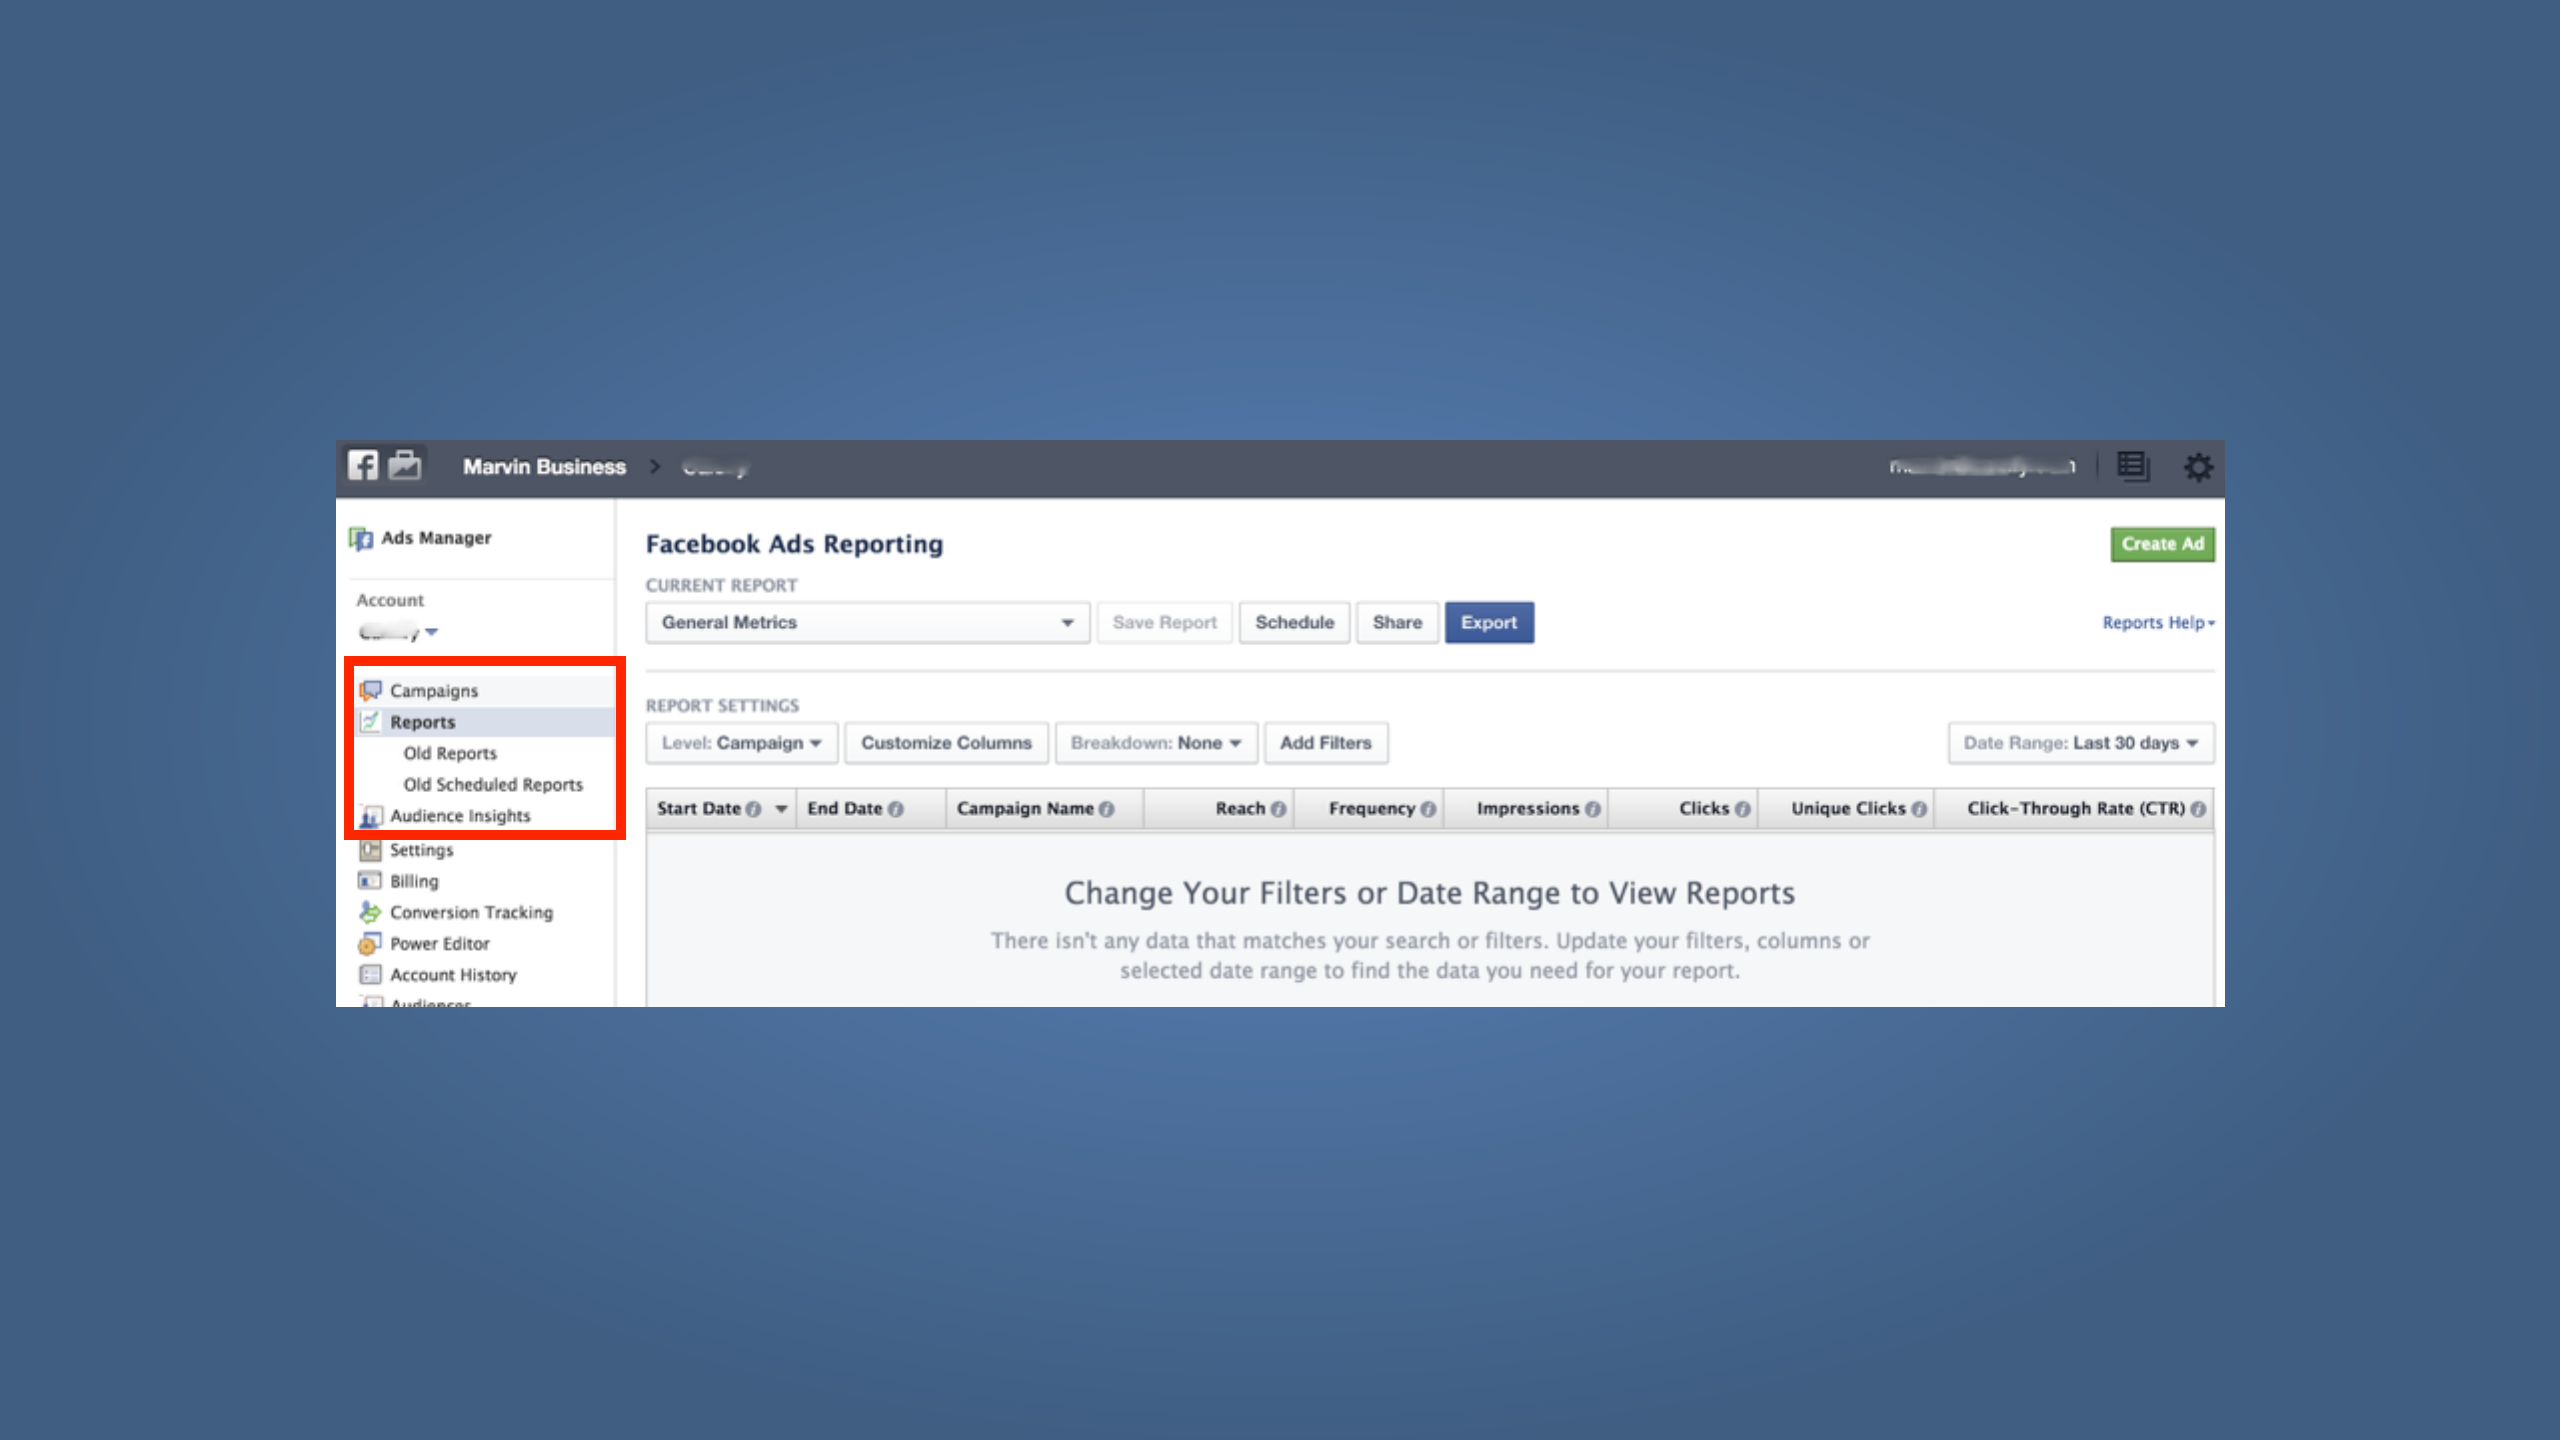 Marvin Business
Ads Manager
Account
Campaigns
Reports
Old Reports
Old Scheduled Reports
Audience Insights
Settings
Billing
Conversion Tracking
Power Editor
Account History
Audiences
Facebook Ads Reporting
Create Ad
CURRENT REPORT
General Metrics Save Report Schedule Share Export Reports Help
REPORT SETTINGS
Level: Campaign Customize Columns Breakdown: None Add Filters Date Range: Last 30 days
Start Date End Date Campaign Name Reach Frequency Impressions Clicks Unique Clicks Click-Through Rate (CTR)
Change Your Filters or Date Range to View Reports
There isn't any data that matches your search or filters. Update your filters, columns or
selected date range to find the data you need for your report.